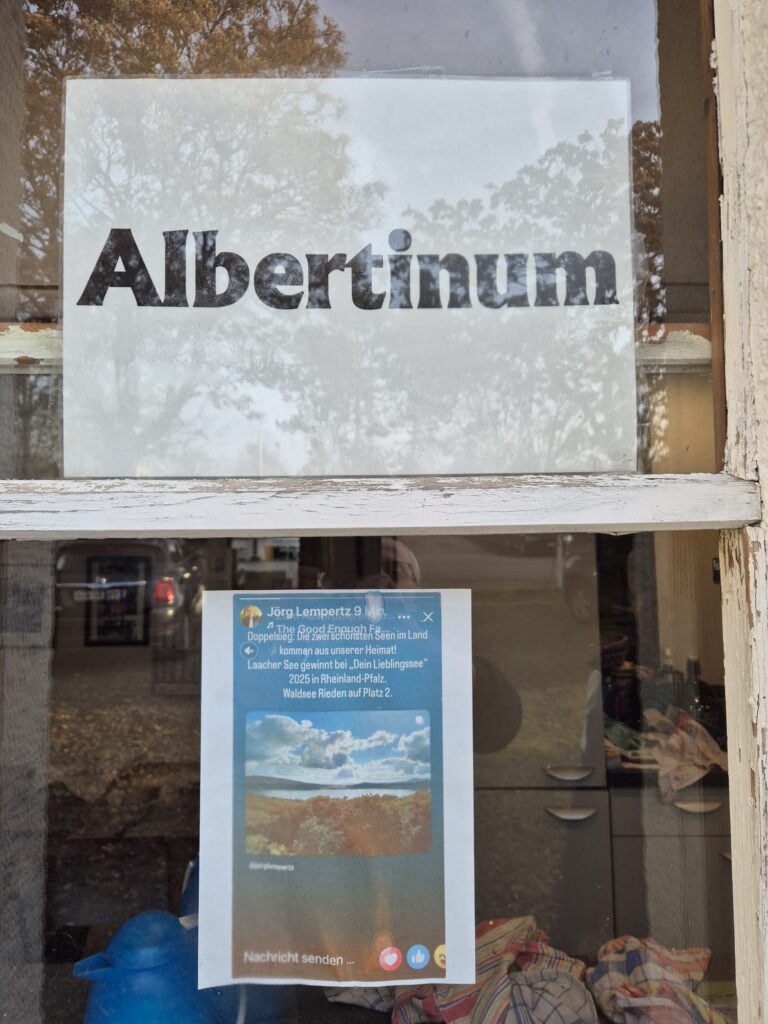 Albertinum
Jörg Lempertz 9 Min.
The Good Enough Fa...
Doppelsieg: Die zwei schönsten Seen im Land
kommen aus unserer Heimat!
Laacher See gewinnt bei „Dein Lieblingssee“
2025 in Rheinland-Pfalz.
Waldsee Rieden auf Platz 2.
@jorglempertz
Nachricht senden ...